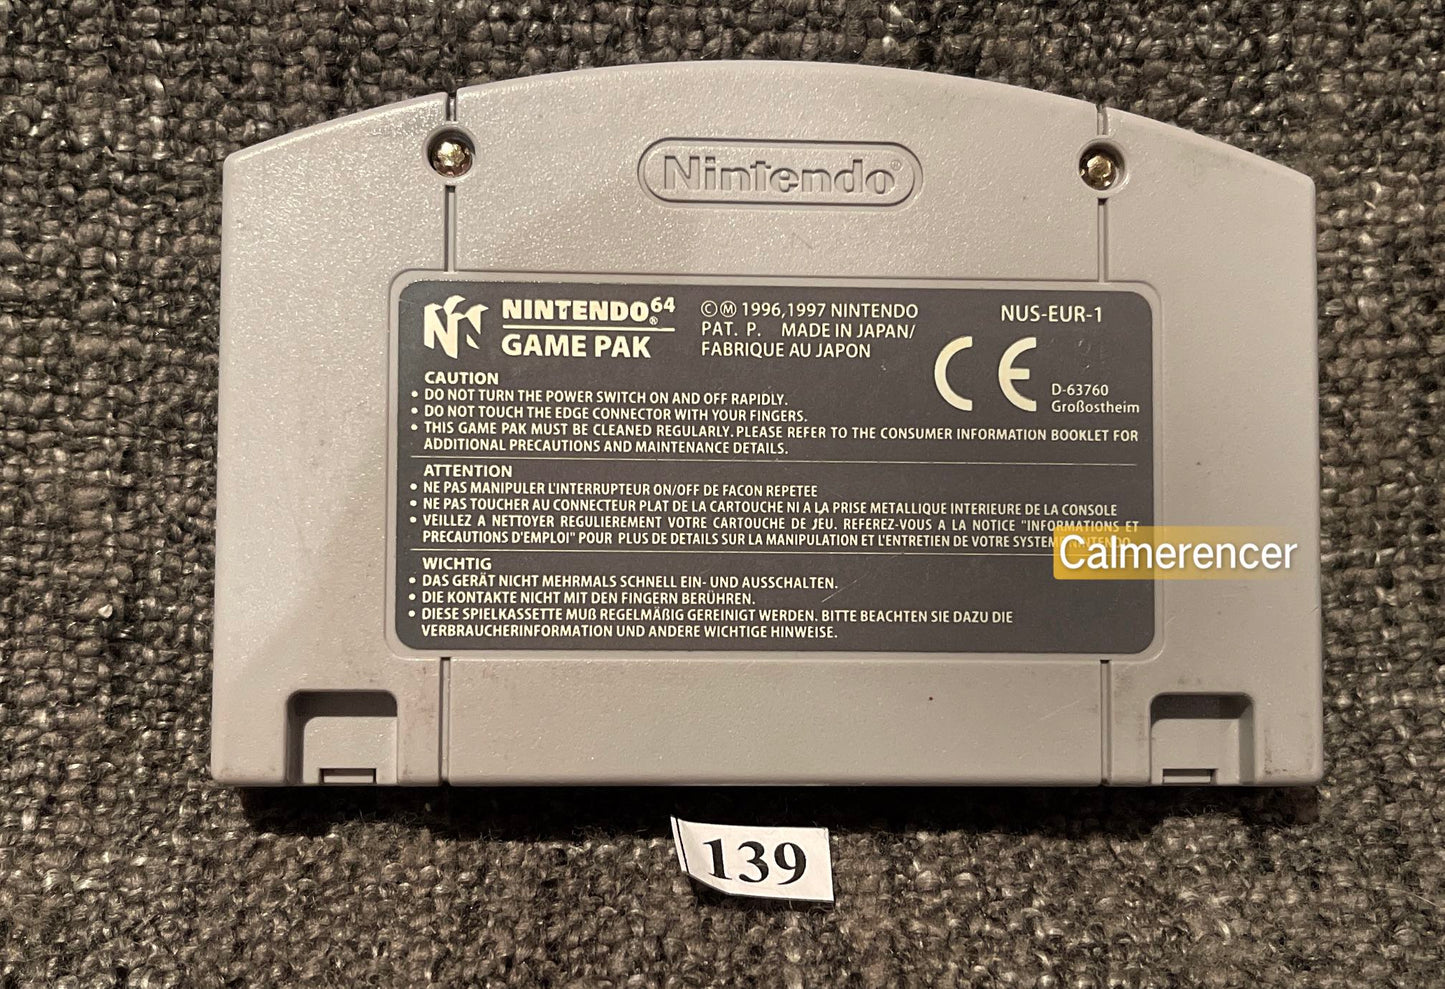 Nintendo®
NINTENDO64®
GAME PAK
©Ⓜ 1996,1997 NINTENDO
PAT. P. MADE IN JAPAN/
FABRIQUE AU JAPON
NUS-EUR-1
CE
D-63760
Großostheim
CAUTION
• DO NOT TURN THE POWER SWITCH ON AND OFF RAPIDLY.
• DO NOT TOUCH THE EDGE CONNECTOR WITH YOUR FINGERS.
• THIS GAME PAK MUST BE CLEANED REGULARLY. PLEASE REFER TO THE CONSUMER INFORMATION BOOKLET FOR
ADDITIONAL PRECAUTIONS AND MAINTENANCE DETAILS.
ATTENTION
• NE PAS MANIPULER L'INTERRUPTEUR ON/OFF DE FACON REPETEE
• NE PAS TOUCHER AU CONNECTEUR PLAT DE LA CARTOUCHE NI A LA PRISE METALLIQUE INTERIEURE DE LA CONSOLE
• VEILLEZ A NETTOYER REGULIEREMENT VOTRE CARTOUCHE DE JEU. REFEREZ-VOUS A LA NOTICE "INFORMATIONS ET
PRECAUTIONS D'EMPLOI" POUR PLUS DE DETAILS SUR LA MANIPULATION ET L'ENTRETIEN DE VOTRE SYSTEME NINTENDO.
Calmerencer
WICHTIG
• DAS GERÄT NICHT MEHRMALS SCHNELL EIN- UND AUSSCHALTEN.
• DIE KONTAKTE NICHT MIT DEN FINGERN BERÜHREN.
• DIESE SPIELKASSETTE MUß REGELMÄßIG GEREINIGT WERDEN. BITTE BEACHTEN SIE DAZU DIE
VERBRAUCHERINFORMATION UND ANDERE WICHTIGE HINWEISE.
139